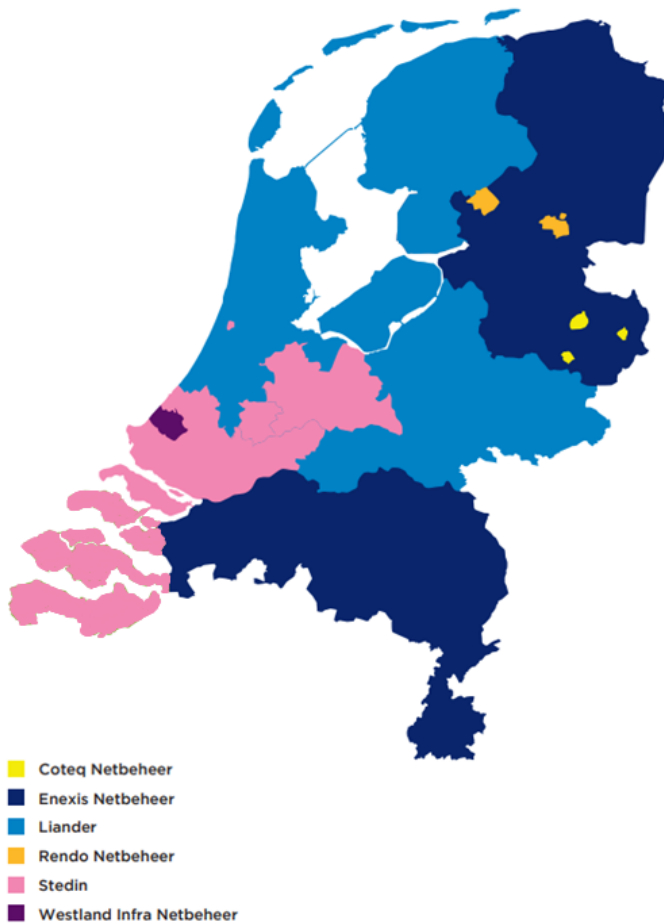 Coteq Netbeheer
Enexis Netbeheer
Liander
Rendo Netbeheer
Stedin
Westland Infra Netbeheer